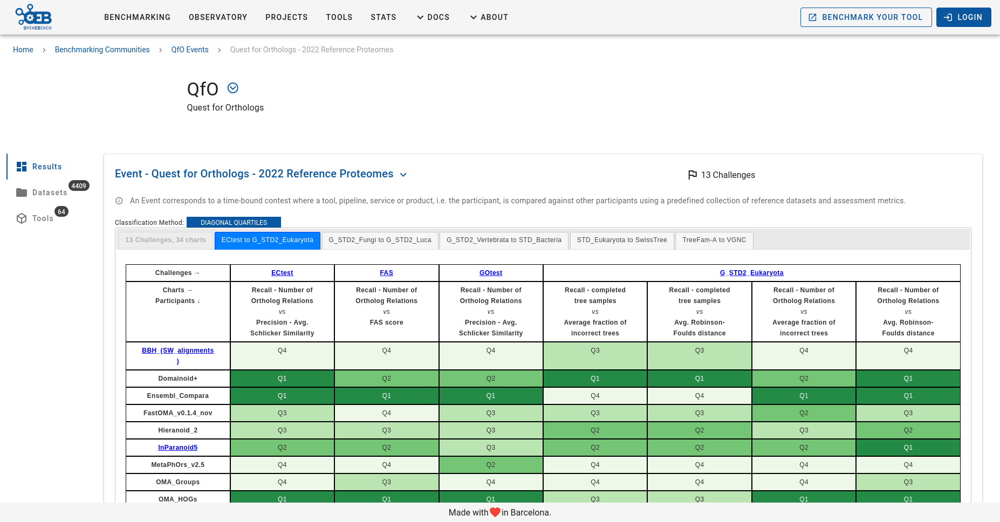 OPENEBENCH
BENCHMARKING OBSERVATORY PROJECTS TOOLS STATS DOCS ABOUT BENCHMARK YOUR TOOL LOGIN
Home Benchmarking Communities QfO Events Quest for Orthologs - 2022 Reference Proteomes
QfO
Quest for Orthologs
Results
Datasets 4409
Tools 64
Event - Quest for Orthologs - 2022 Reference Proteomes 13 Challenges
An Event corresponds to a time-bound contest where a tool, pipeline, service or product, i.e. the participant, is compared against other participants using a predefined collection of reference datasets and assessment metrics.
Classification Method: DIAGONAL QUARTILES
13 Challenges, 34 charts ECtest to G_STD2_Eukaryota G_STD2_Fungi to G_STD2_Luca G_STD2_Vertebrata to STD_Bacteria STD_Eukaryota to SwissTree TreeFam-A to VGNC
Challenges → ECtest FAS GOtest G_STD2_Eukaryota
Charts → Recall - Number of Recall - Number of Recall - Number of Recall - completed Recall - completed Recall - Number of Recall - Number of
Participants ↓ Ortholog Relations Ortholog Relations Ortholog Relations tree samples tree samples Ortholog Relations Ortholog Relations
vs vs vs vs vs vs vs
Precision - Avg. FAS score Precision - Avg. Average fraction of Avg. Robinson- Average fraction of Avg. Robinson-
Schlicker Similarity Schlicker Similarity incorrect trees Foulds distance incorrect trees Foulds distance
BBH_(SW_alignments Q4 Q4 Q4 Q3 Q3 Q4 Q4
)
Domainoid+ Q1 Q2 Q2 Q1 Q1 Q2 Q1
Ensembl_Compara Q1 Q1 Q1 Q4 Q4 Q1 Q1
FastOMA_v0.1.4_nov Q3 Q4 Q3 Q3 Q3 Q2 Q3
Hieranoid_2 Q3 Q3 Q3 Q2 Q2 Q3 Q2
InParanoid5 Q2 Q2 Q3 Q2 Q2 Q2 Q1
MetaPhOrs_v2.5 Q4 Q4 Q2 Q4 Q4 Q4 Q4
OMA_Groups Q4 Q3 Q4 Q4 Q4 Q4 Q3
OMA_HOGs Q1 Q1 Q1 Q3 Q3 Q1 Q1
Made with in Barcelona.